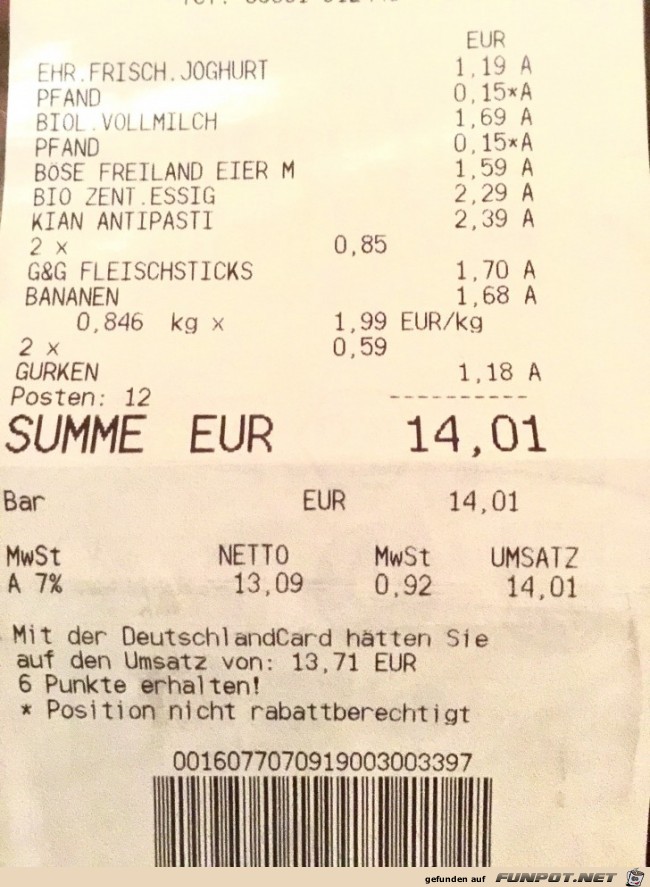 EUR
EHR.FRISCH.JOGHURT 1,19 A
PFAND 0,15*A
BIOL.VOLLMILCH 1,69 A
PFAND 0,15*A
BÖSE FREILAND EIER M 1,59 A
BIO ZENT.ESSIG 2,29 A
KIAN ANTIPASTI 2,39 A
2 x 0,85
G&G FLEISCHSTICKS 1,70 A
BANANEN 1,68 A
0,846 kg x 1,99 EUR/kg
2 x 0,59
GURKEN 1,18 A
Posten: 12 ----------
SUMME EUR 14,01
Bar EUR 14,01
MwSt NETTO MwSt UMSATZ
A 7% 13,09 0,92 14,01
Mit der DeutschlandCard hätten Sie
auf den Umsatz von: 13,71 EUR
6 Punkte erhalten!
* Position nicht rabattberechtigt
0016077070919003003397
gefunden auf FUNPOT.NET